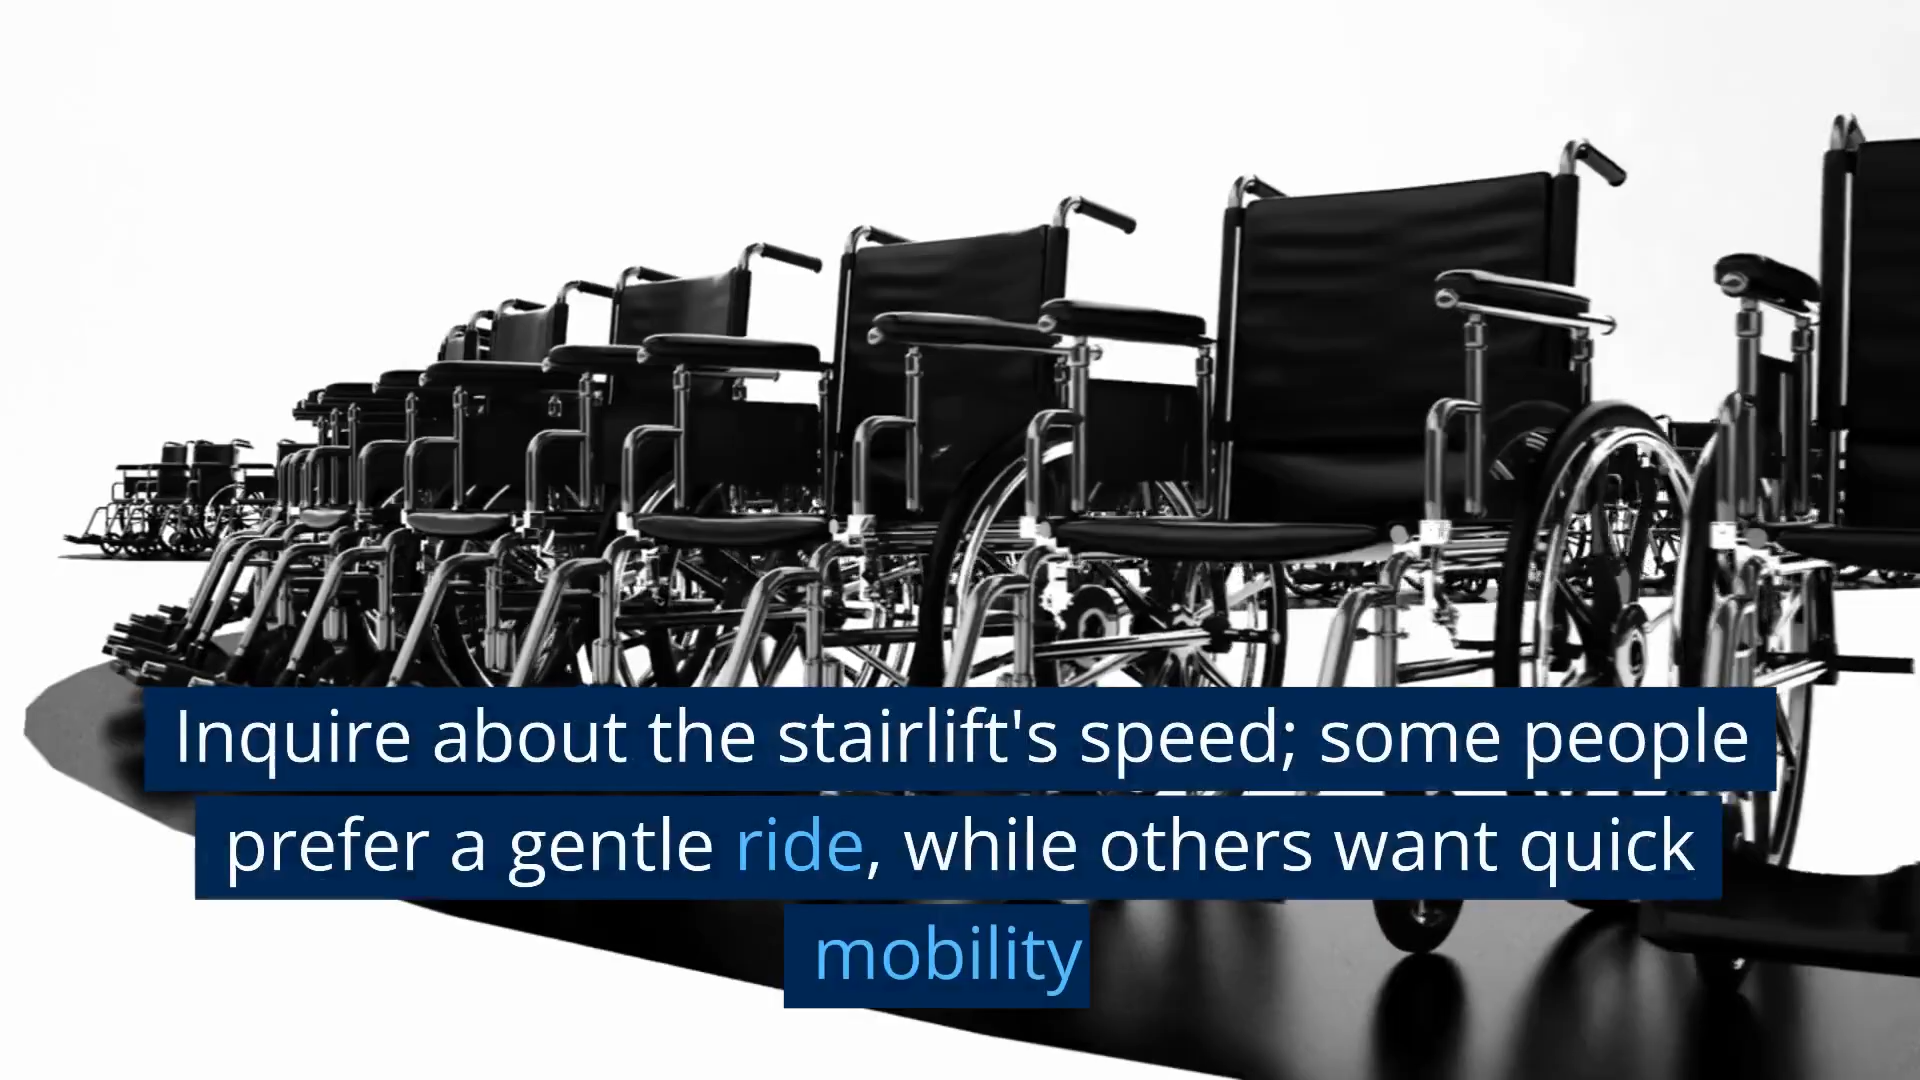 Inquire about the stairlift's speed; some people
prefer a gentle ride, while others want quick
mobility